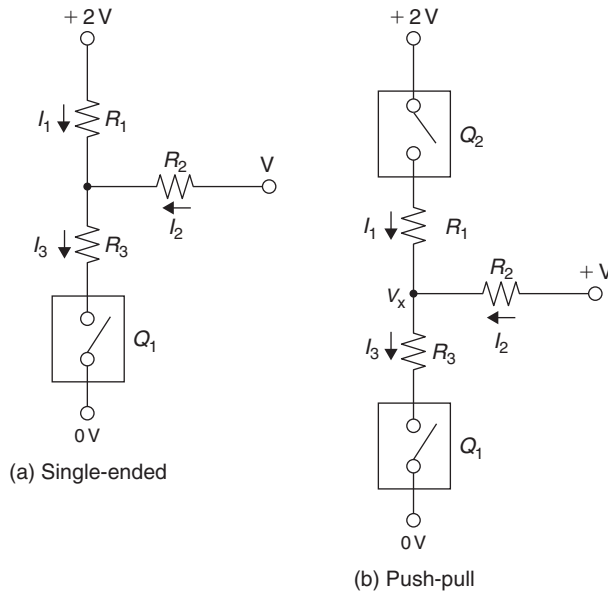 + 2 V
I1
R1
R2
V
I2
I3
R3
Q1
0 V
(a) Single-ended
+ 2 V
Q2
I1
R1
R2
+ V
Vx
I2
I3
R3
Q1
0 V
(b) Push-pull